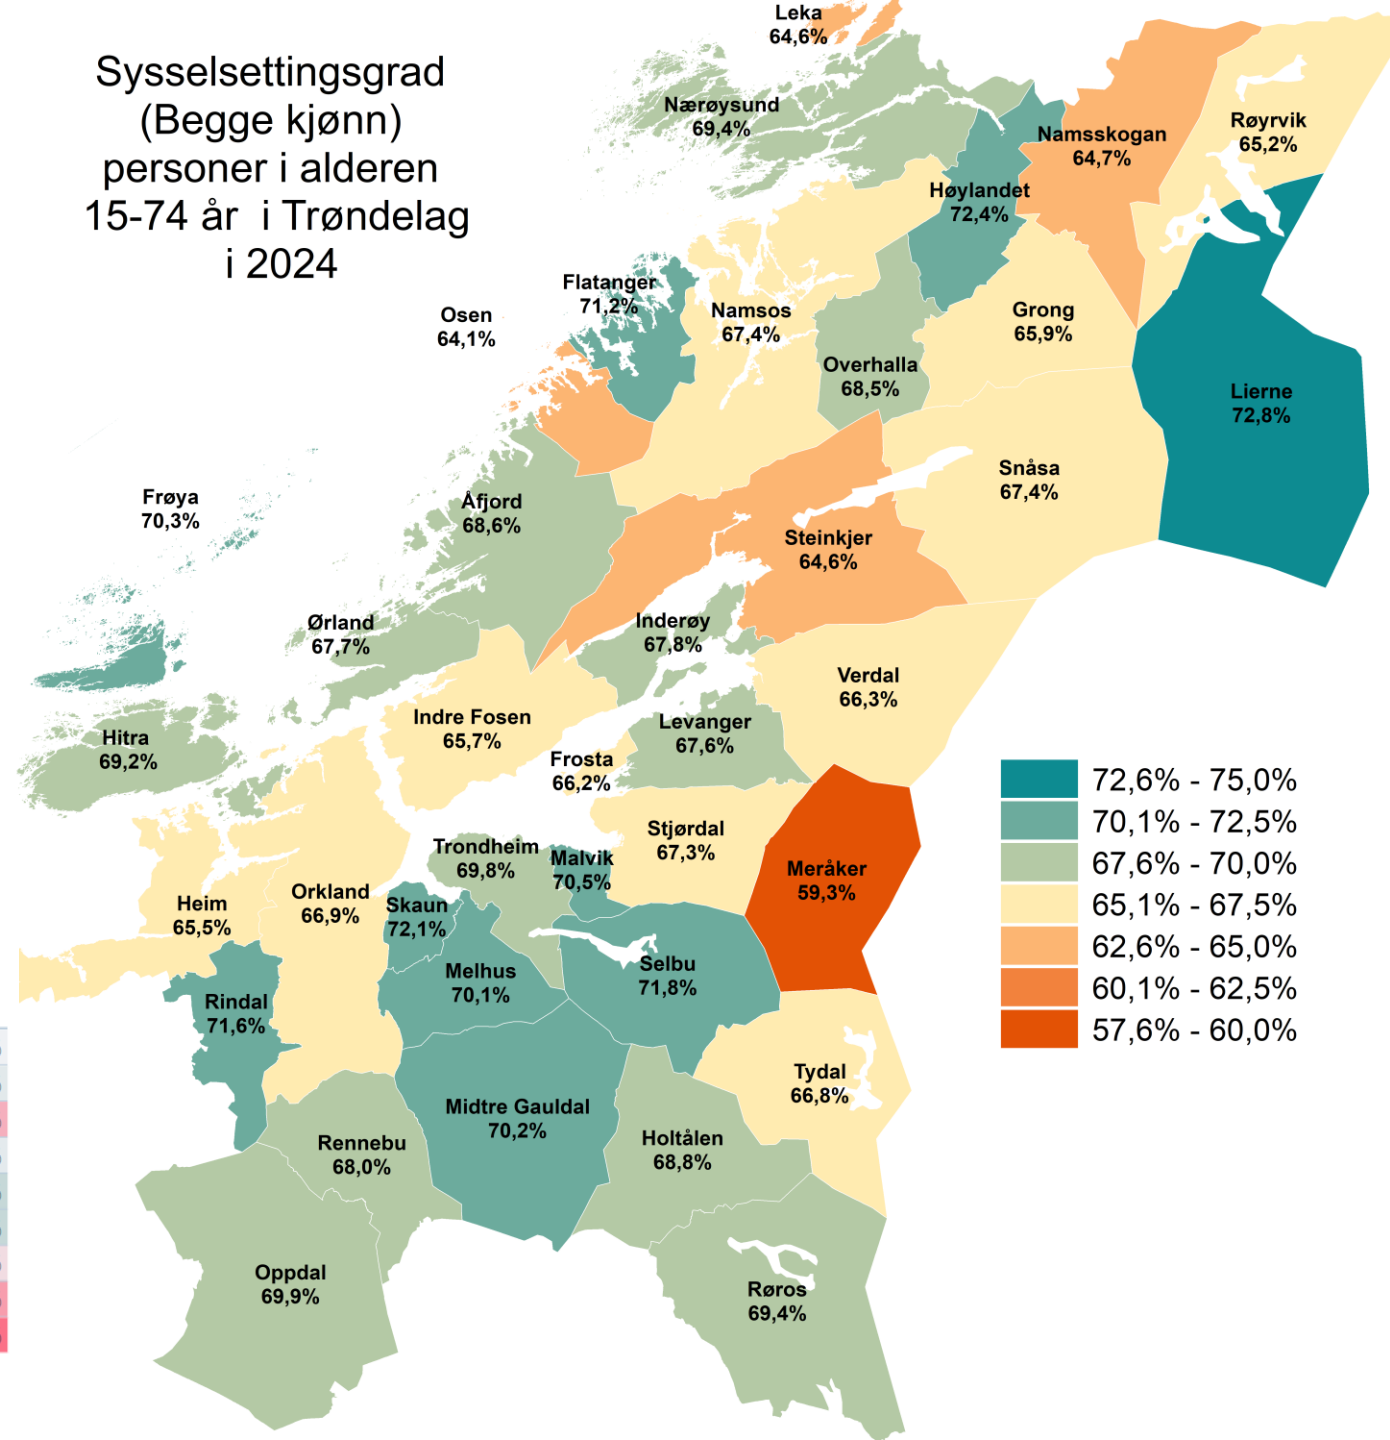 Sysselsettingsgrad
(Begge kjønn)
personer i alderen
15-74 år i Trøndelag
i 2024
Leka
64,6%
Nærøysund
69,4%
Namsskogan
64,7%
Røyrvik
65,2%
Høylandet
72,4%
Flatanger
71,2%
Osen
64,1%
Namsos
67,4%
Grong
65,9%
Overhalla
68,5%
Lierne
72,8%
Snåsa
67,4%
Frøya
70,3%
Åfjord
68,6%
Steinkjer
64,6%
Ørland
67,7%
Inderøy
67,8%
Verdal
66,3%
Indre Fosen
65,7%
Levanger
67,6%
Hitra
69,2%
Frosta
66,2%
Stjørdal
67,3%
Trondheim
69,8%
Malvik
70,5%
Meråker
59,3%
Orkland
66,9%
Heim
65,5%
Skaun
72,1%
Melhus
70,1%
Selbu
71,8%
Rindal
71,6%
Tydal
66,8%
Midtre Gauldal
70,2%
Rennebu
68,0%
Holtålen
68,8%
Oppdal
69,9%
Røros
69,4%
72,6% - 75,0%
70,1% - 72,5%
67,6% - 70,0%
65,1% - 67,5%
62,6% - 65,0%
60,1% - 62,5%
57,6% - 60,0%